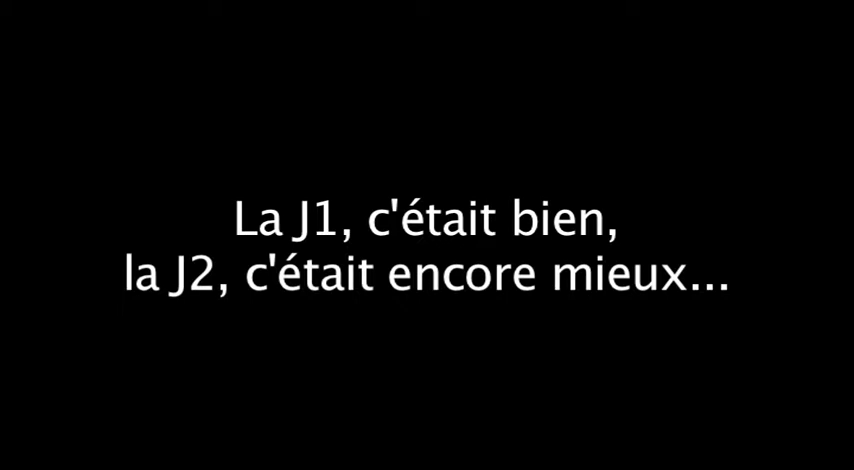 La J1, c'était bien,
la J2, c'était encore mieux...